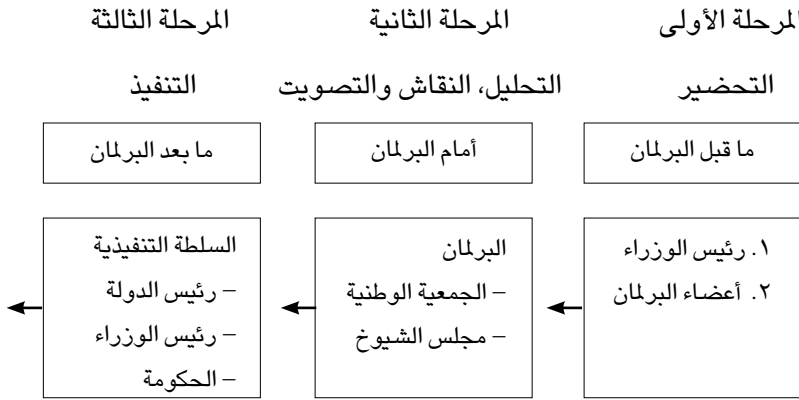 المرحلة الأولى
المرحلة الثانية
المرحلة الثالثة
التحضير
التحليل، النقاش والتصويت
التنفيذ
ما قبل البرلمان
أمام البرلمان
ما بعد البرلمان
١. رئيس الوزراء
٢. أعضاء البرلمان
البرلمان
– الجمعية الوطنية
– مجلس الشيوخ
السلطة التنفيذية
– رئيس الدولة
– رئيس الوزراء
– الحكومة